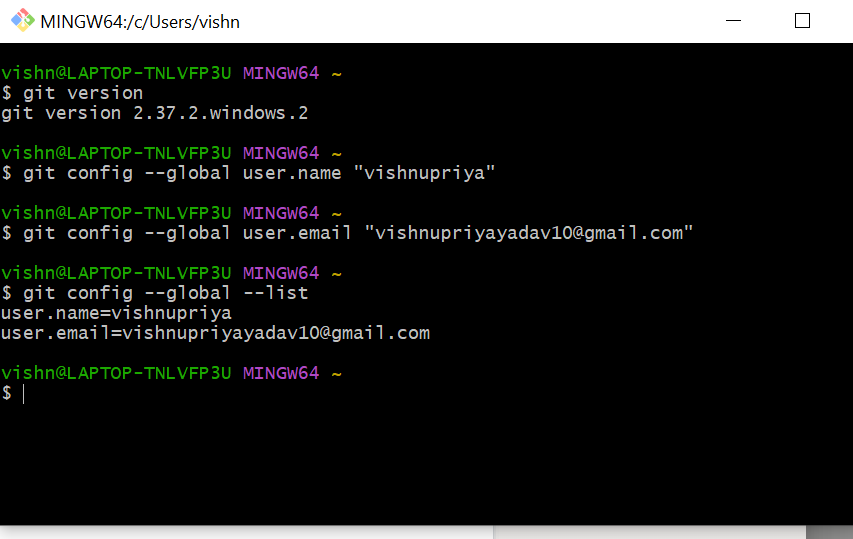 MINGW64:/c/Users/vishn
vishn@LAPTOP-TNLVFP3U MINGW64 ~
$ git version
git version 2.37.2.windows.2
vishn@LAPTOP-TNLVFP3U MINGW64 ~
$ git config --global user.name "vishnupriya"
vishn@LAPTOP-TNLVFP3U MINGW64 ~
$ git config --global user.email "vishnupriyayadav10@gmail.com"
vishn@LAPTOP-TNLVFP3U MINGW64 ~
$ git config --global --list
user.name=vishnupriya
user.email=vishnupriyayadav10@gmail.com
vishn@LAPTOP-TNLVFP3U MINGW64 ~
$